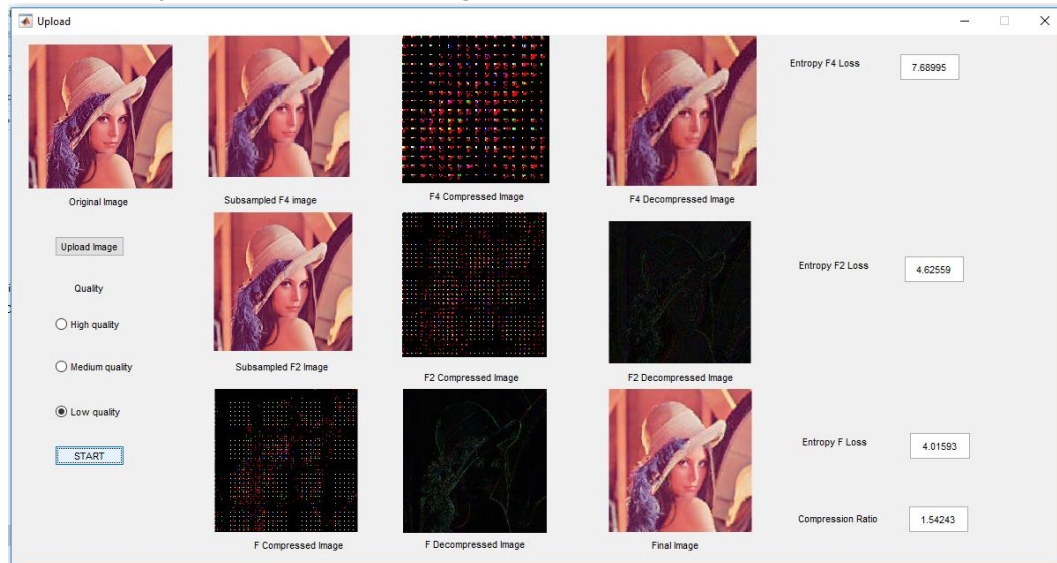 Upload
Entropy F4 Loss
7.68995
Original Image
Subsampled F4 image
F4 Compressed Image
F4 Decompressed Image
Upload Image
Quality
High quality
Medium quality
Low quality
START
Subsampled F2 Image
F2 Compressed Image
F2 Decompressed Image
Entropy F2 Loss
4.62559
F Compressed Image
F Decompressed Image
Final Image
Entropy F Loss
4.01593
Compression Ratio
1.54243